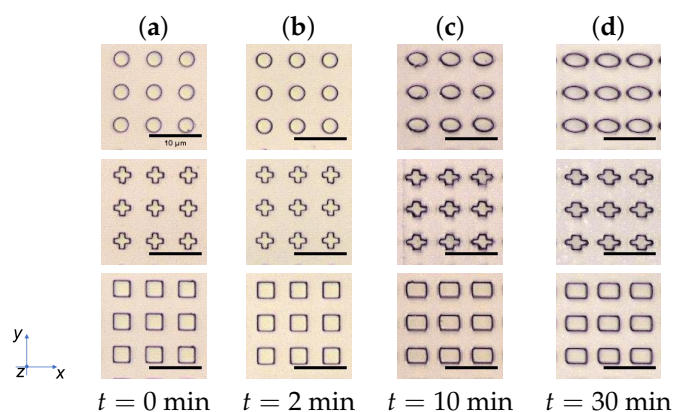 (a) (b) (c) (d)
10 µm
y
z x
t = 0 min t = 2 min t = 10 min t = 30 min